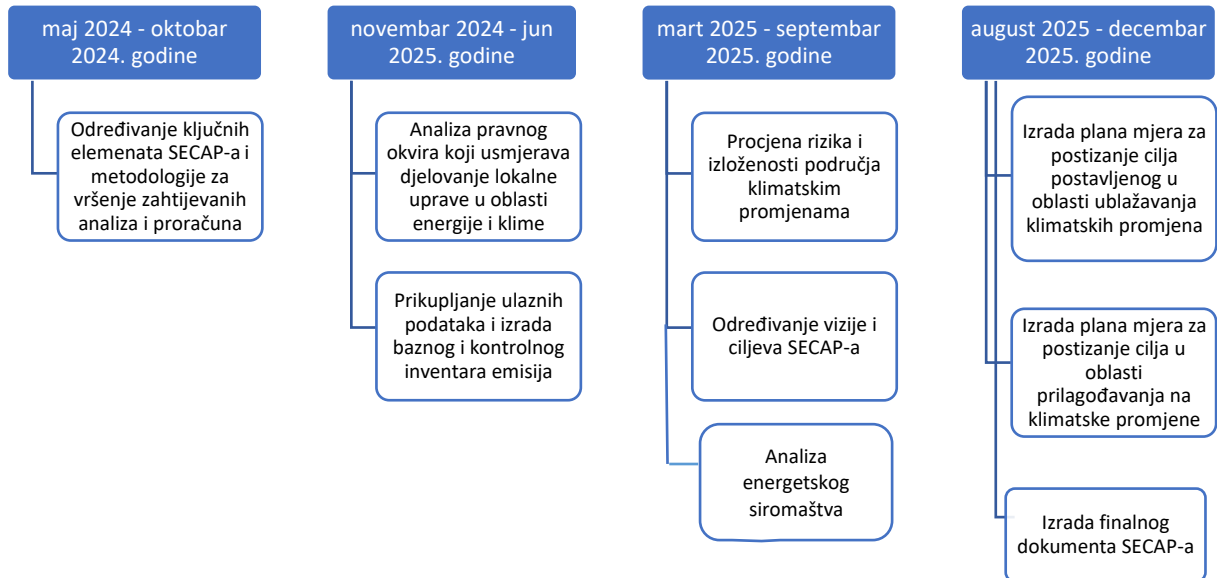 maj 2024 - oktobar
2024. godine
Određivanje ključnih
elemenata SECAP-a i
metodologije za
vršenje zahtijevanih
analiza i proračuna
novembar 2024 - jun
2025. godine
Analiza pravnog
okvira koji usmjerava
djelovanje lokalne
uprave u oblasti
energije i klime
Prikupljanje ulaznih
podataka i izrada
baznog i kontrolnog
inventara emisija
mart 2025 - septembar
2025. godine
Procjena rizika i
izloženosti područja
klimatskim
promjenama
Određivanje vizije i
ciljeva SECAP-a
Analiza
energetskog
siromaštva
august 2025 - decembar
2025. godine
Izrada plana mjera za
postizanje cilja
postavljenog u
oblasti ublažavanja
klimatskih promjena
Izrada plana mjera za
postizanje cilja u
oblasti
prilagođavanja na
klimatske promjene
Izrada finalnog
dokumenta SECAP-a